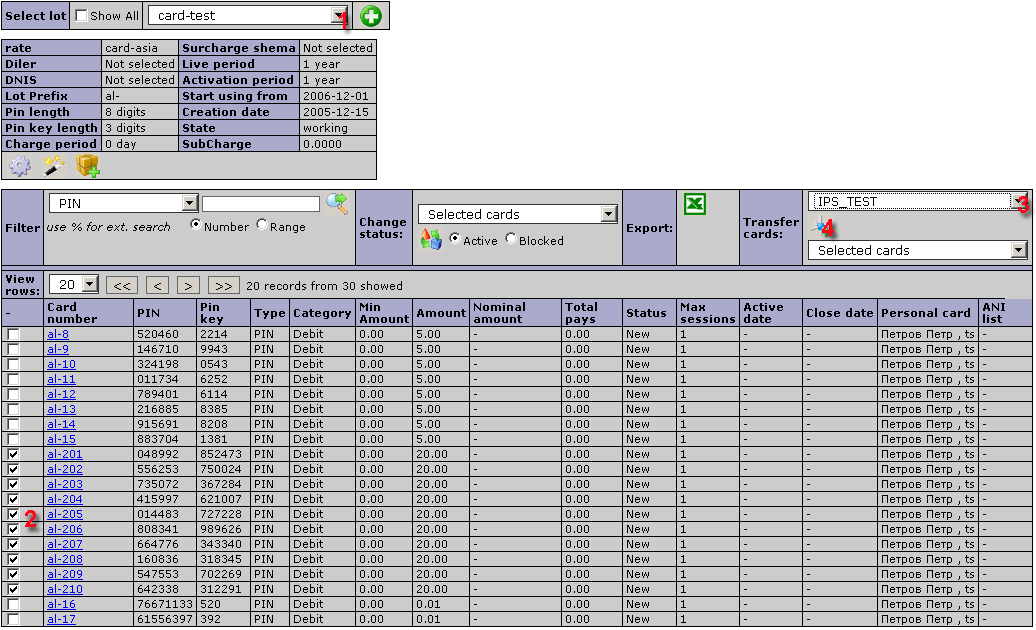 Select lot Show All card-test 1
rate card-asia Surcharge shema Not selected
Diler Not selected Live period 1 year
DNIS Not selected Activation period 1 year
Lot Prefix al- Start using from 2006-12-01
Pin length 8 digits Creation date 2005-12-15
Pin key length 3 digits State working
Charge period 0 day SubCharge 0.0000
Filter PIN
use % for ext. search Number Range
Change status: Selected cards
Active Blocked
Export:
Transfer cards: IPS_TEST 3
4
Selected cards
View rows: 20 << < > >> 20 records from 30 showed
- Card number PIN Pin key Type Category Min Amount Amount Nominal amount Total pays Status Max sessions Active date Close date Personal card ANI list
al-8 520460 2214 PIN Debit 0.00 5.00 - 0.00 New 1 - - Петров Петр , ts -
al-9 146710 9943 PIN Debit 0.00 5.00 - 0.00 New 1 - - Петров Петр , ts -
al-10 324198 0543 PIN Debit 0.00 5.00 - 0.00 New 1 - - Петров Петр , ts -
al-11 011734 6252 PIN Debit 0.00 5.00 - 0.00 New 1 - - Петров Петр , ts -
al-12 789401 6114 PIN Debit 0.00 5.00 - 0.00 New 1 - - Петров Петр , ts -
al-13 216885 8385 PIN Debit 0.00 5.00 - 0.00 New 1 - - Петров Петр , ts -
al-14 915691 8208 PIN Debit 0.00 5.00 - 0.00 New 1 - - Петров Петр , ts -
al-15 883704 1381 PIN Debit 0.00 5.00 - 0.00 New 1 - - Петров Петр , ts -
al-201 048992 852473 PIN Debit 0.00 20.00 - 0.00 New 1 - - Петров Петр , ts -
al-202 556253 750024 PIN Debit 0.00 20.00 - 0.00 New 1 - - Петров Петр , ts -
al-203 735072 367284 PIN Debit 0.00 20.00 - 0.00 New 1 - - Петров Петр , ts -
al-204 415997 621007 PIN Debit 0.00 20.00 - 0.00 New 1 - - Петров Петр , ts -
2 al-205 014483 727228 PIN Debit 0.00 20.00 - 0.00 New 1 - - Петров Петр , ts -
al-206 808341 989626 PIN Debit 0.00 20.00 - 0.00 New 1 - - Петров Петр , ts -
al-207 664776 343340 PIN Debit 0.00 20.00 - 0.00 New 1 - - Петров Петр , ts -
al-208 160836 318345 PIN Debit 0.00 20.00 - 0.00 New 1 - - Петров Петр , ts -
al-209 547553 702269 PIN Debit 0.00 20.00 - 0.00 New 1 - - Петров Петр , ts -
al-210 642338 312291 PIN Debit 0.00 20.00 - 0.00 New 1 - - Петров Петр , ts -
al-16 76671133 520 PIN Debit 0.00 0.01 - 0.00 New 1 - - Петров Петр , ts -
al-17 61556397 392 PIN Debit 0.00 0.01 - 0.00 New 1 - - Петров Петр , ts -